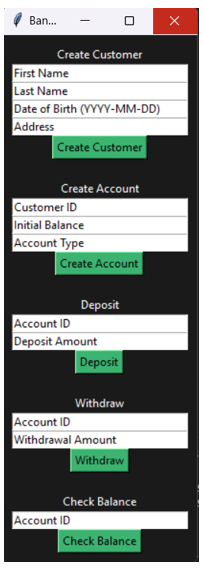 Ban...
Create Customer
First Name
Last Name
Date of Birth (YYYY-MM-DD)
Address
Create Customer
Create Account
Customer ID
Initial Balance
Account Type
Create Account
Deposit
Account ID
Deposit Amount
Deposit
Withdraw
Account ID
Withdrawal Amount
Withdraw
Check Balance
Account ID
Check Balance